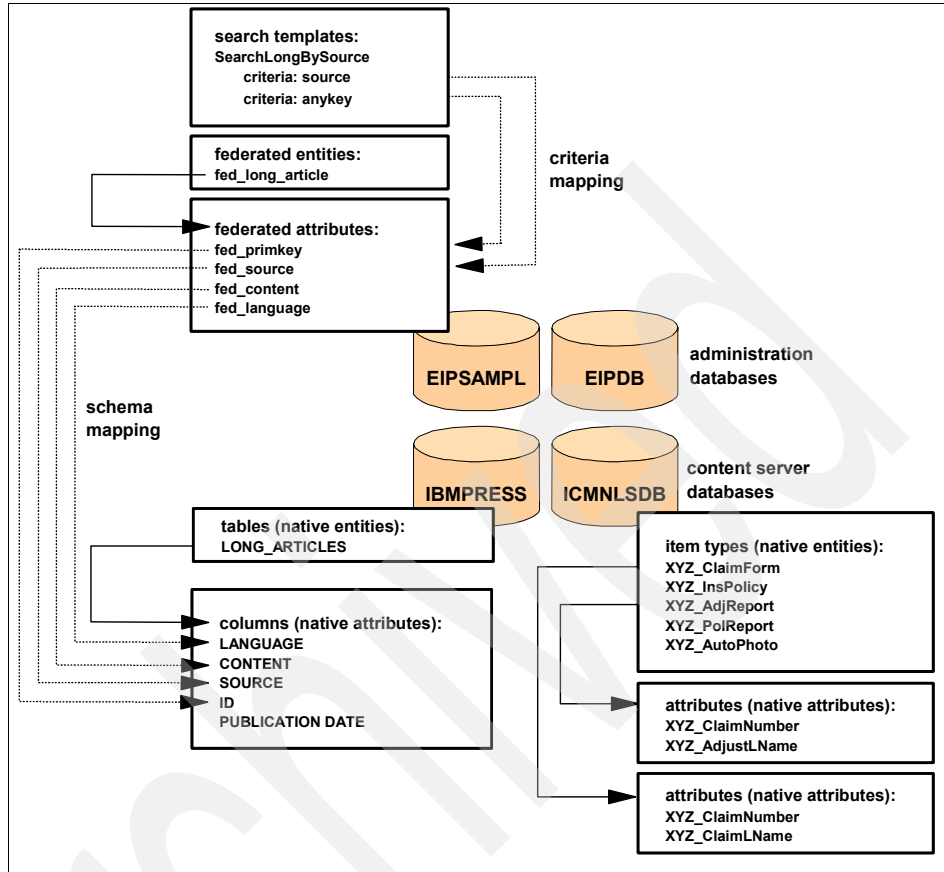 search templates:
SearchLongBySource
criteria: source
criteria: anykey
federated entities:
fed_long_article
criteria
mapping
federated attributes:
fed_primkey
fed_source
fed_content
fed_language
EIPSAMPL
EIPDB
administration
databases
schema
mapping
IBMPRESS
ICMNLSDB
content server
databases
tables (native entities):
LONG_ARTICLES
item types (native entities):
XYZ_ClaimForm
XYZ_InsPolicy
XYZ_AdjReport
XYZ_PolReport
XYZ_AutoPhoto
columns (native attributes):
LANGUAGE
CONTENT
SOURCE
ID
PUBLICATION DATE
attributes (native attributes):
XYZ_ClaimNumber
XYZ_AdjustLName
attributes (native attributes):
XYZ_ClaimNumber
XYZ_ClaimLName